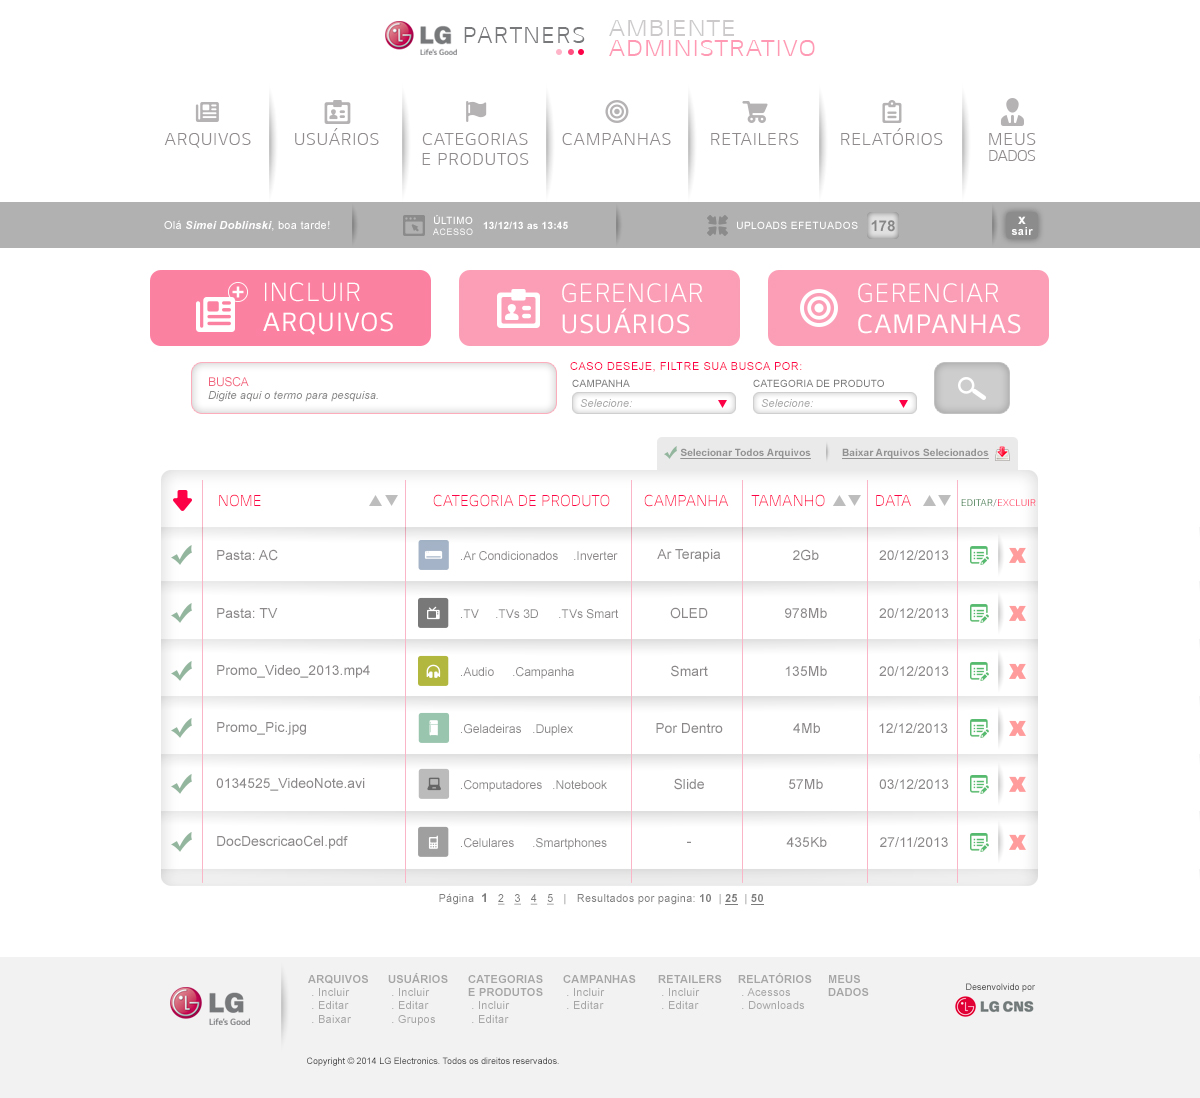 LG PARTNERS
Life's Good
AMBIENTE
ADMINISTRATIVO
ARQUIVOS
USUÁRIOS
CATEGORIAS
E PRODUTOS
CAMPANHAS
RETAILERS
RELATÓRIOS
MEUS
DADOS
Olá Simei Doblinski, boa tarde!
ÚLTIMO
ACESSO
13/12/13 as 13:45
UPLOADS EFETUADOS 178
x
sair
INCLUIR
ARQUIVOS
GERENCIAR
USUÁRIOS
GERENCIAR
CAMPANHAS
BUSCA
Digite aqui o termo para pesquisa.
CASO DESEJE, FILTRE SUA BUSCA POR:
CAMPANHA
Selecione:
CATEGORIA DE PRODUTO
Selecione:
Selecionar Todos Arquivos
Baixar Arquivos Selecionados
NOME CATEGORIA DE PRODUTO CAMPANHA TAMANHO DATA EDITAR/EXCLUIR
Pasta: AC .Ar Condicionados .Inverter Ar Terapia 2Gb 20/12/2013 X
Pasta: TV .TV .TVs 3D .TVs Smart OLED 978Mb 20/12/2013 X
Promo_Video_2013.mp4 .Audio .Campanha Smart 135Mb 20/12/2013 X
Promo_Pic.jpg .Geladeiras .Duplex Por Dentro 4Mb 12/12/2013 X
0134525_VideoNote.avi .Computadores .Notebook Slide 57Mb 03/12/2013 X
DocDescricaoCel.pdf .Celulares .Smartphones - 435Kb 27/11/2013 X
Página 1 2 3 4 5 | Resultados por pagina: 10 | 25 | 50
LG
Life's Good
ARQUIVOS
. Incluir
. Editar
. Baixar
USUÁRIOS
. Incluir
. Editar
. Grupos
CATEGORIAS
E PRODUTOS
. Incluir
. Editar
CAMPANHAS
. Incluir
. Editar
RETAILERS
. Incluir
. Editar
RELATÓRIOS
. Acessos
. Downloads
MEUS
DADOS
Desenvolvido por
LG CNS
Copyright © 2014 LG Electronics. Todos os direitos reservados.